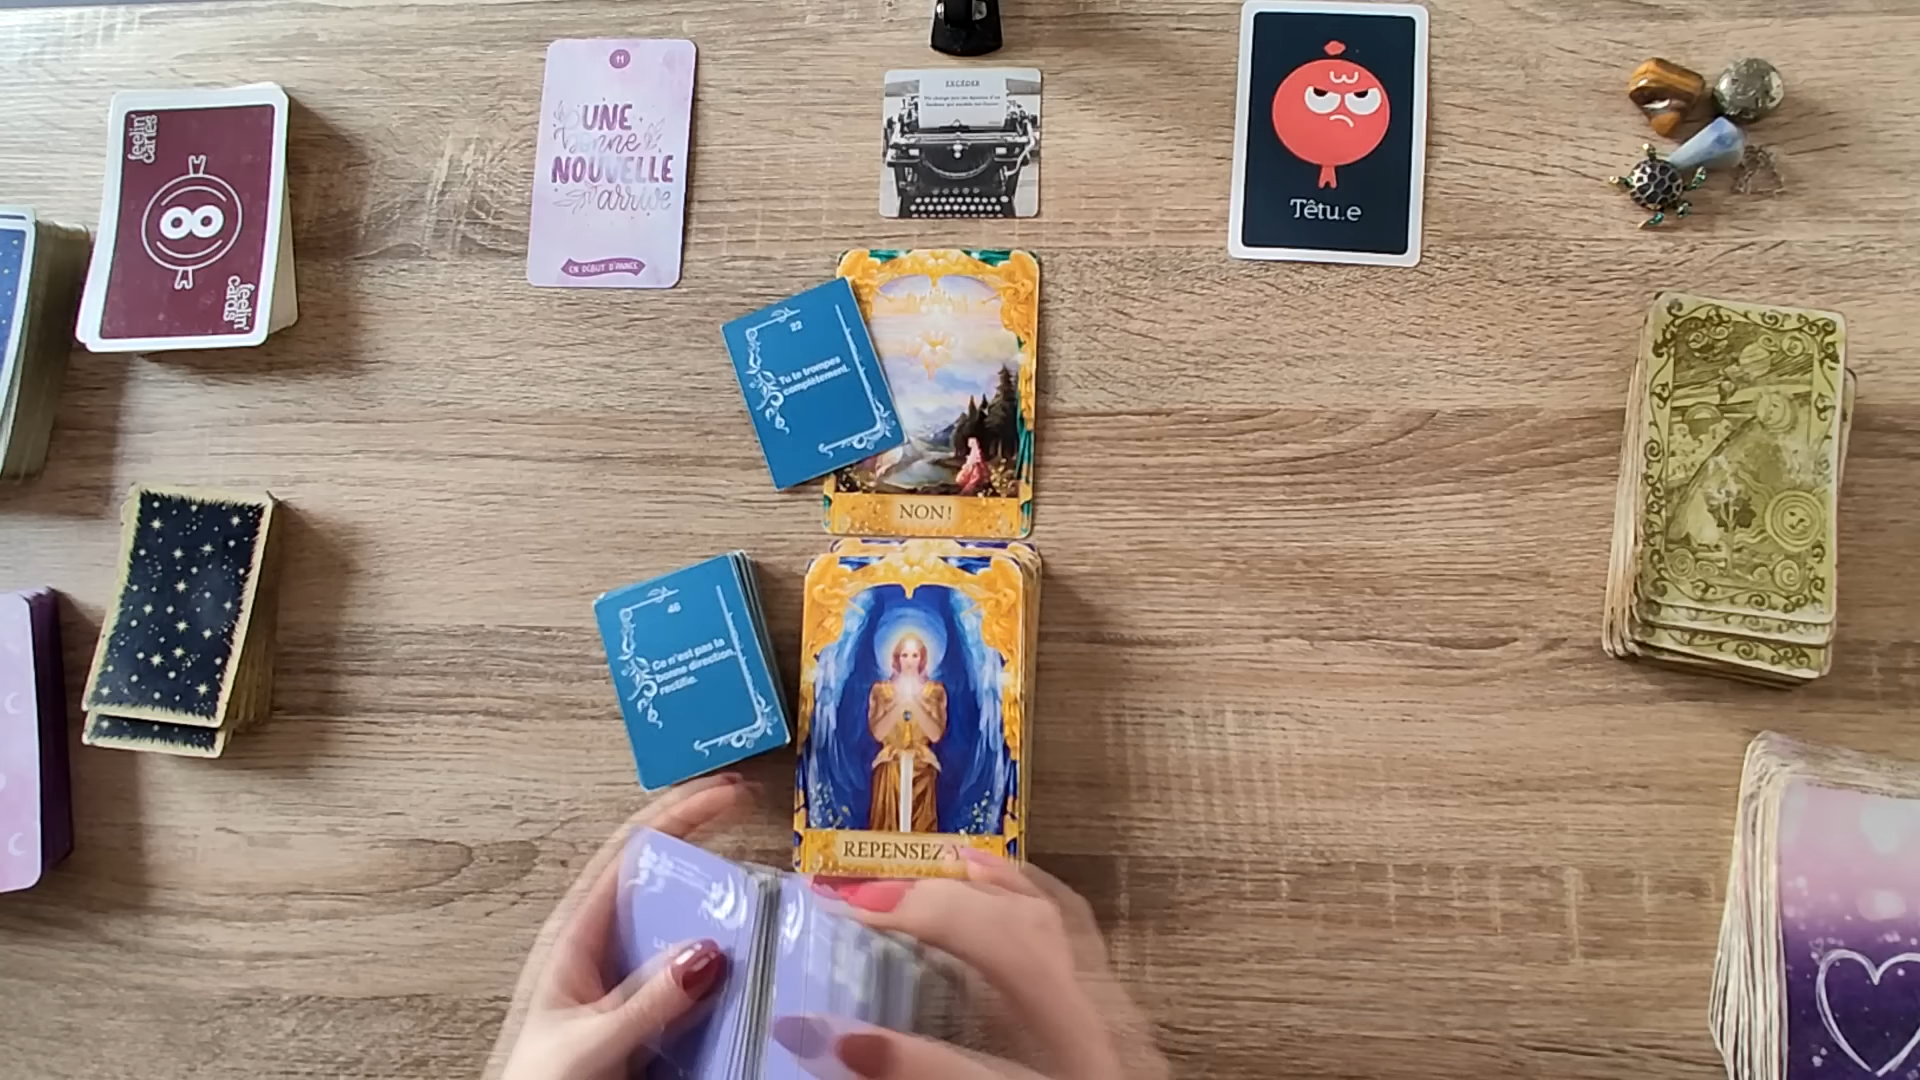 feelin'
cartes
feelin'
cards
11
UNE
bonne
NOUVELLE
arrive
EN DÉBUT D'ANNÉE
EXCÉDER
Têtu.e
22
Tu te trompes
complètement.
NON!
46
Ce n'est pas la
bonne direction,
rectifie.
REPENSEZ-Y